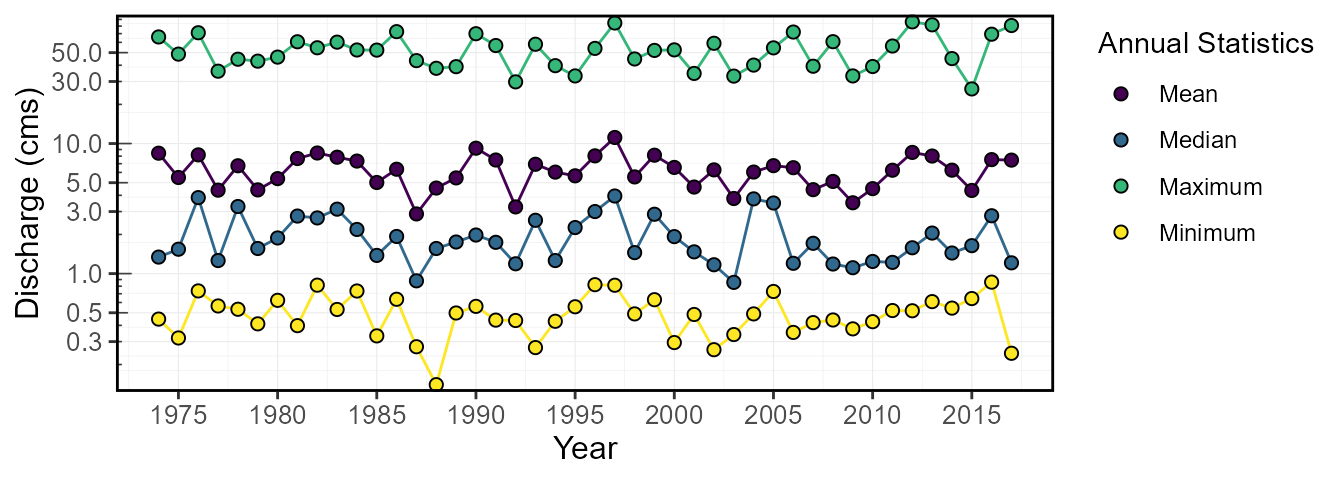 Discharge (cms)
50.0
30.0
10.0
5.0
3.0
1.0
0.5
0.3
1975 1980 1985 1990 1995 2000 2005 2010 2015
Year
Annual Statistics
Mean
Median
Maximum
Minimum